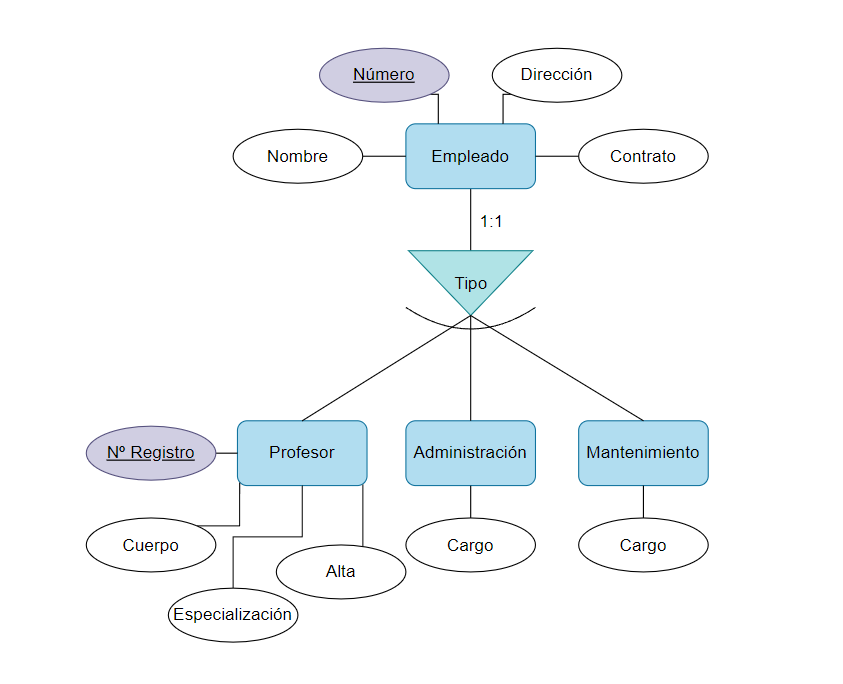 Número
Dirección
Nombre
Empleado
Contrato
1:1
Tipo
Nº Registro
Profesor
Administración
Mantenimiento
Cuerpo
Cargo
Cargo
Alta
Especialización